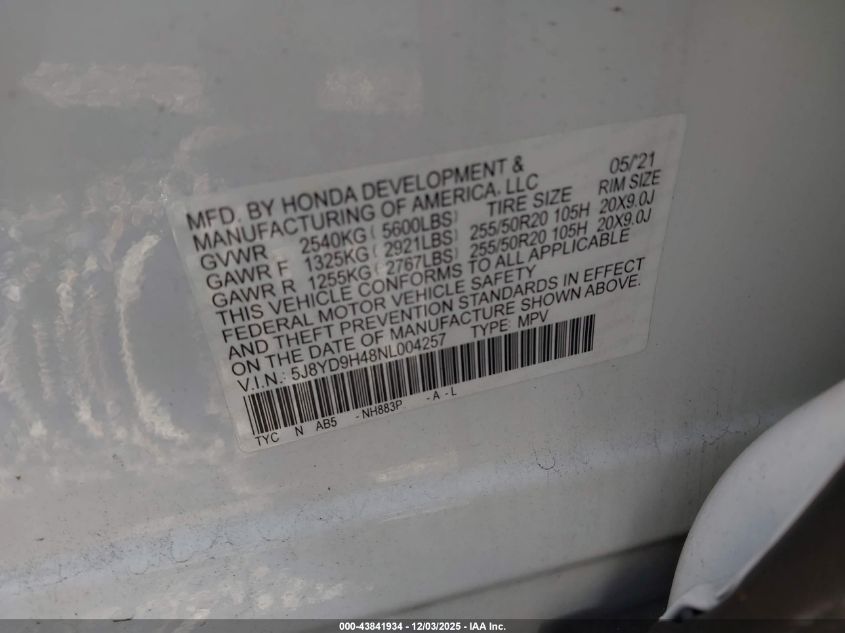 MFD. BY HONDA DEVELOPMENT & 05/'21
MANUFACTURING OF AMERICA, LLC
GVWR 2540KG ( 5600LBS) TIRE SIZE RIM SIZE
GAWR F 1325KG ( 2921LBS) 255/50R20 105H 20X9.0J
GAWR R 1255KG ( 2767LBS) 255/50R20 105H 20X9.0J
THIS VEHICLE CONFORMS TO ALL APPLICABLE
FEDERAL MOTOR VEHICLE SAFETY
AND THEFT PREVENTION STANDARDS IN EFFECT
ON THE DATE OF MANUFACTURE SHOWN ABOVE.
V.I.N.: 5J8YD9H48NL004257 TYPE: MPV
TYC N AB5 -NH883P -A -L
000-43841934 - 12/03/2025 - IAA Inc.